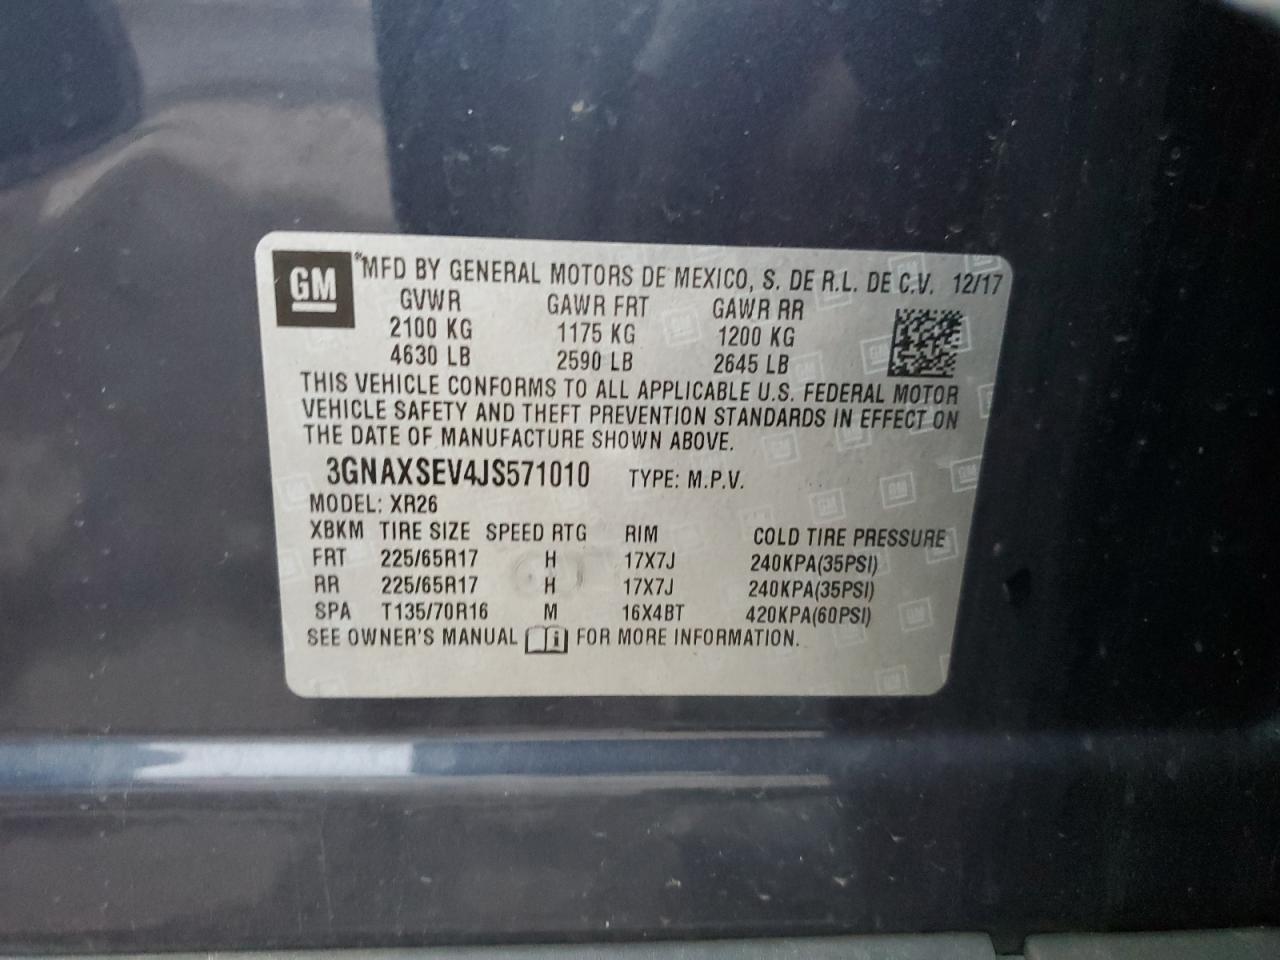 GM
MFD BY GENERAL MOTORS DE MEXICO, S. DE R.L. DE C.V. 12/17
GVWR GAWR FRT GAWR RR
2100 KG 1175 KG 1200 KG
4630 LB 2590 LB 2645 LB
THIS VEHICLE CONFORMS TO ALL APPLICABLE U.S. FEDERAL MOTOR
VEHICLE SAFETY AND THEFT PREVENTION STANDARDS IN EFFECT ON
THE DATE OF MANUFACTURE SHOWN ABOVE.
3GNAXSEV4JS571010 TYPE: M.P.V.
MODEL: XR26
XBKM TIRE SIZE SPEED RTG RIM COLD TIRE PRESSURE
FRT 225/65R17 H 17X7J 240KPA(35PSI)
RR 225/65R17 H 17X7J 240KPA(35PSI)
SPA T135/70R16 M 16X4BT 420KPA(60PSI)
SEE OWNER'S MANUAL i FOR MORE INFORMATION.